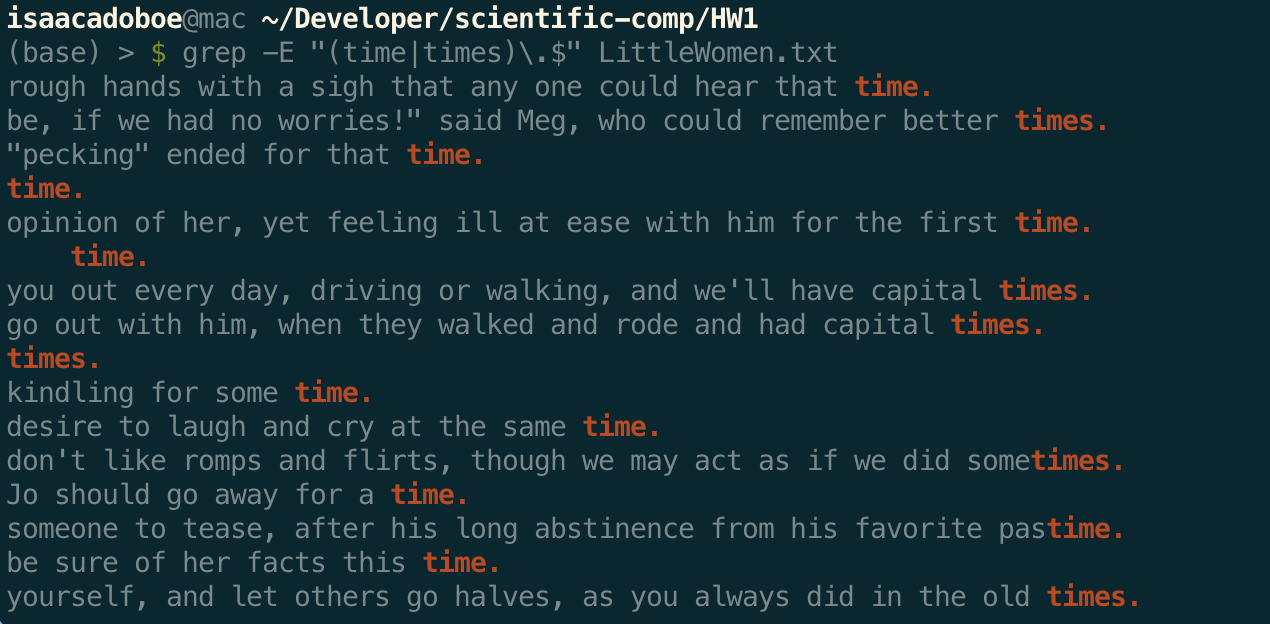 isaacadoboe@mac ~/Developer/scientific-comp/HW1
(base) > $ grep -E "(time|times)\.$" LittleWomen.txt
rough hands with a sigh that any one could hear that time.
be, if we had no worries!" said Meg, who could remember better times.
"pecking" ended for that time.
time.
opinion of her, yet feeling ill at ease with him for the first time.
    time.
you out every day, driving or walking, and we'll have capital times.
go out with him, when they walked and rode and had capital times.
times.
kindling for some time.
desire to laugh and cry at the same time.
don't like romps and flirts, though we may act as if we did sometimes.
Jo should go away for a time.
someone to tease, after his long abstinence from his favorite pastime.
be sure of her facts this time.
yourself, and let others go halves, as you always did in the old times.